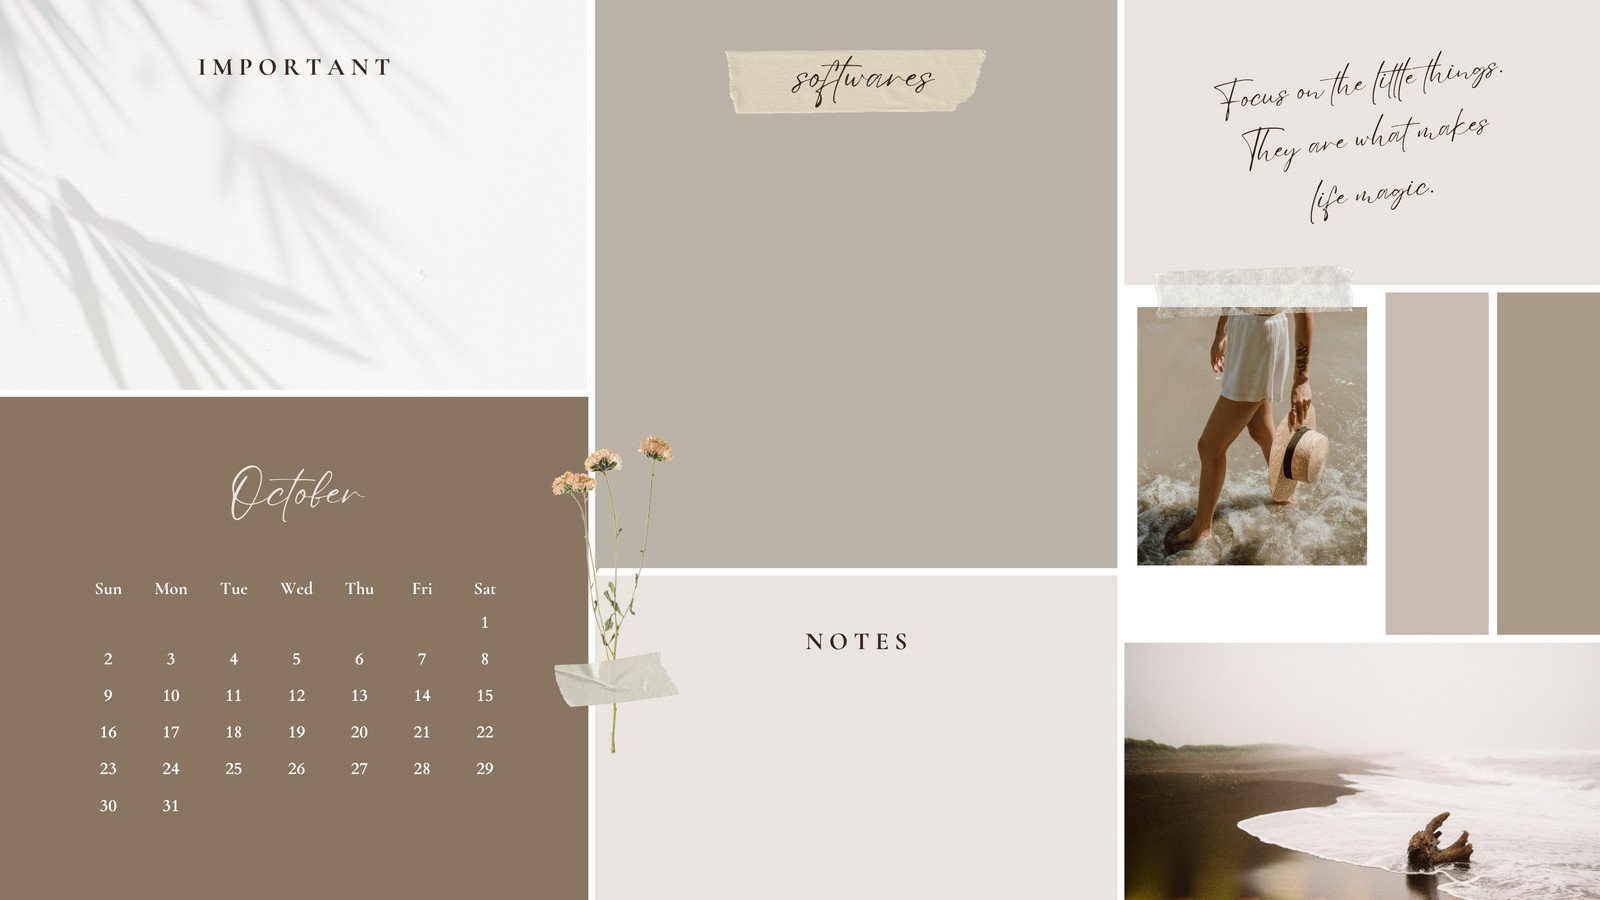 IMPORTANT
softwares
Focus on the little things.
They are what makes
life magic.
October
Sun Mon Tue Wed Thu Fri Sat
1
2 3 4 5 6 7 8
9 10 11 12 13 14 15
16 17 18 19 20 21 22
23 24 25 26 27 28 29
30 31
NOTES